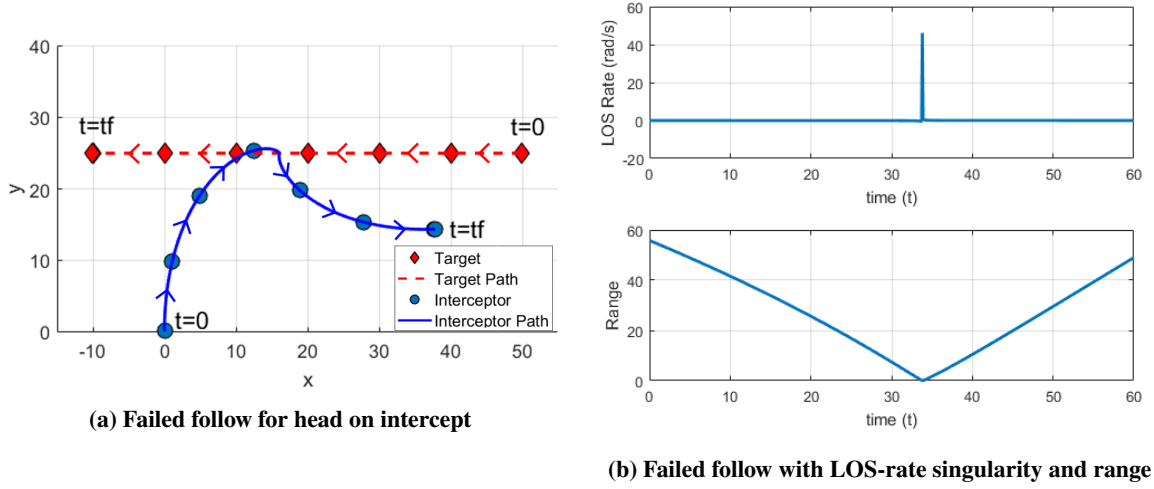 40
30
20
10
0
y
-10
0
10
20
30
40
50
x
t=tf
t=0
t=0
t=tf
Target
Target Path
Interceptor
Interceptor Path
(a) Failed follow for head on intercept
60
40
20
0
-20
LOS Rate (rad/s)
0
10
20
30
40
50
60
time (t)
60
40
20
0
Range
0
10
20
30
40
50
60
time (t)
(b) Failed follow with LOS-rate singularity and range